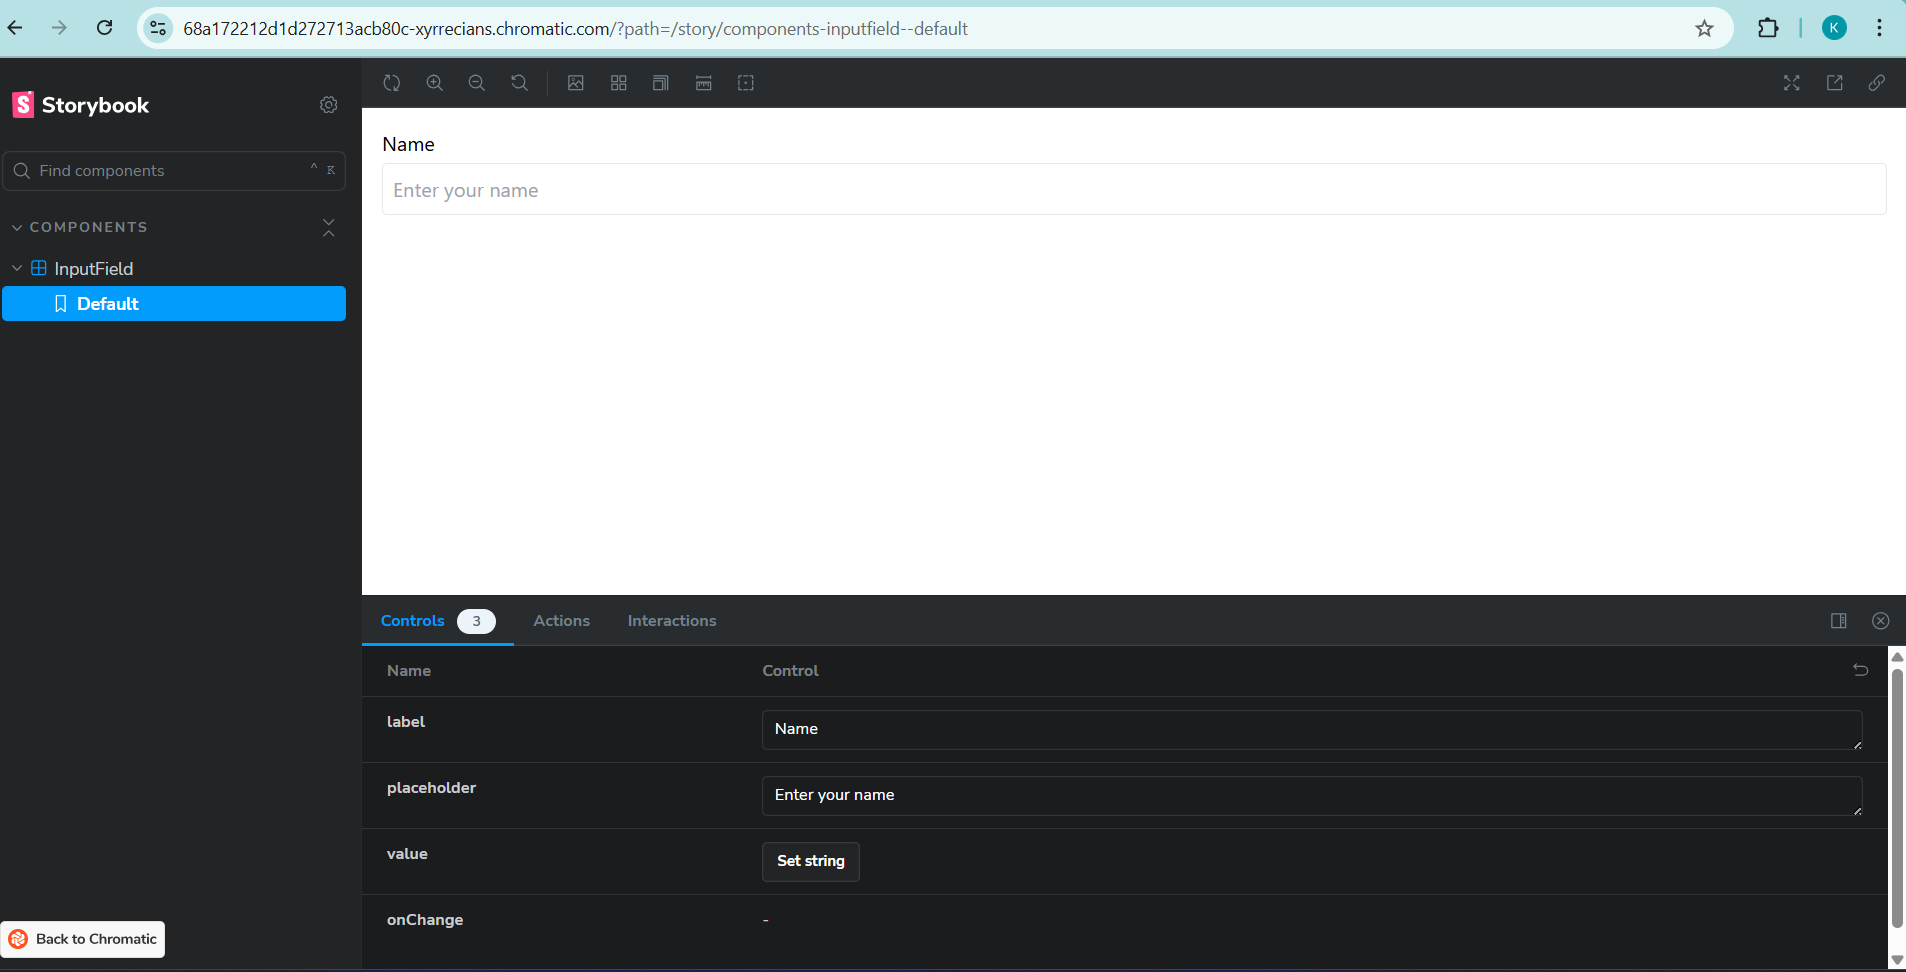 68a172212d1d272713acb80c-xyrrecians.chromatic.com/?path=/story/components-inputfield--default
K
S Storybook
Find components ^ K
COMPONENTS
InputField
Default
Back to Chromatic
Name
Enter your name
Controls 3 Actions Interactions
Name Control
label Name
placeholder Enter your name
value Set string
onChange -